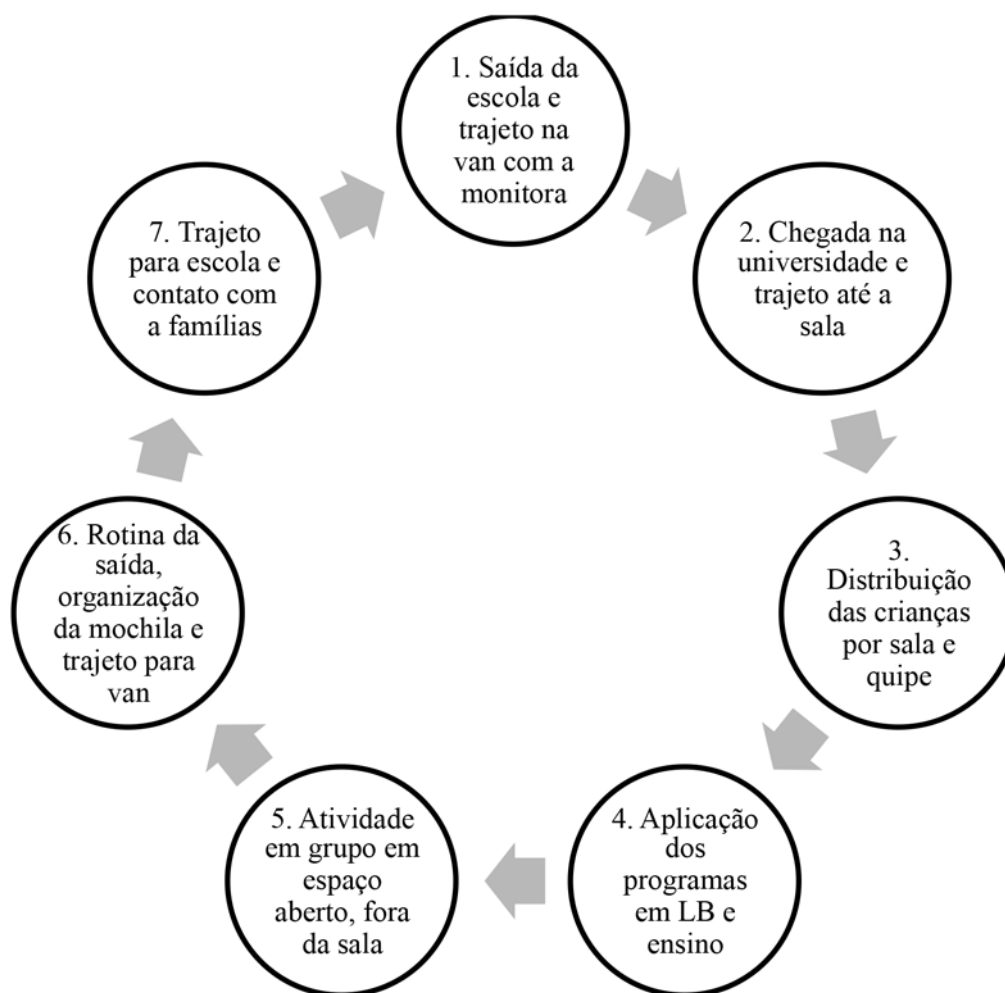 1. Saída da
escola e
trajeto na
van com a
monitora
2. Chegada na
universidade e
trajeto até a
sala
3.
Distribuição
das crianças
por sala e
quipe
4. Aplicação
dos
programas
em LB e
ensino
5. Atividade
em grupo em
espaço
aberto, fora
da sala
6. Rotina da
saída,
organização
da mochila e
trajeto para
van
7. Trajeto
para escola e
contato com
a famílias